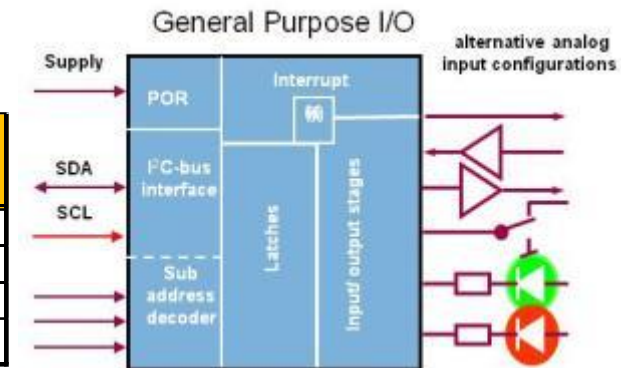 General Purpose I/O
alternative analog
input configurations
Supply
POR
Interrupt
SDA
I²C-bus
interface
SCL
Latches
Input/ output stages
Sub
address
decoder